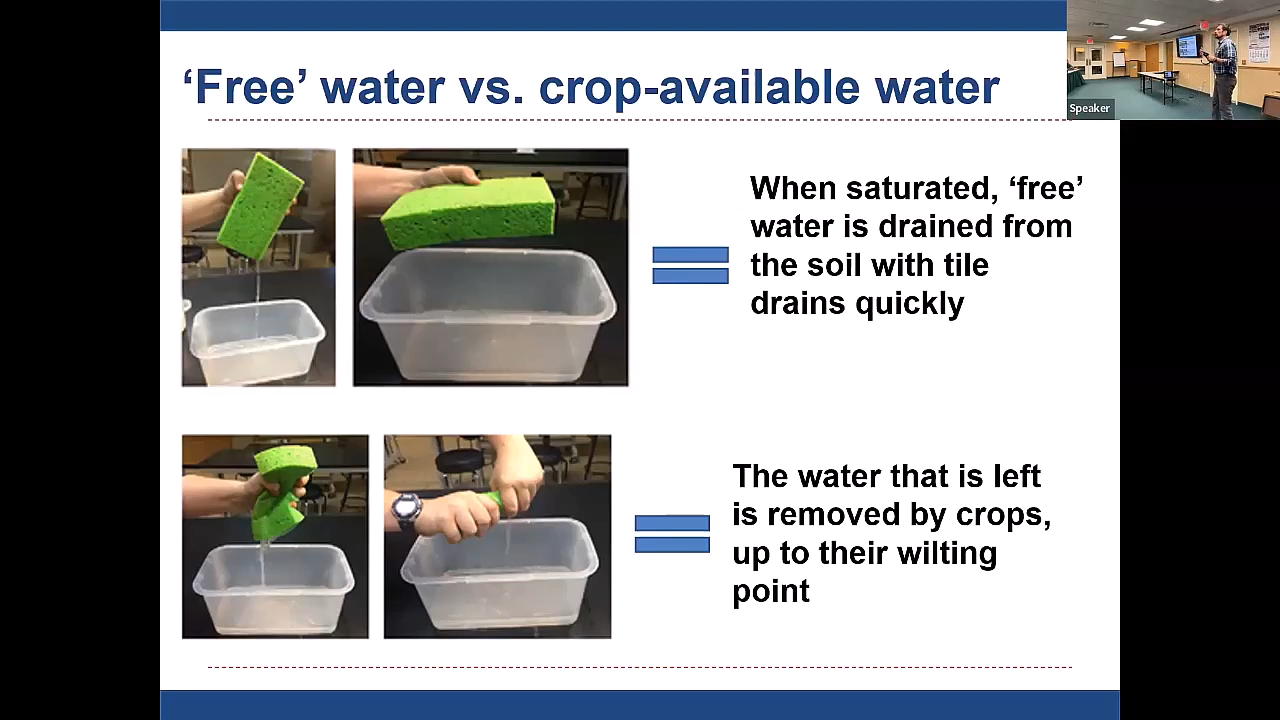 ‘Free’ water vs. crop-available water
Speaker
When saturated, ‘free’
water is drained from
the soil with tile
drains quickly
The water that is left
is removed by crops,
up to their wilting
point